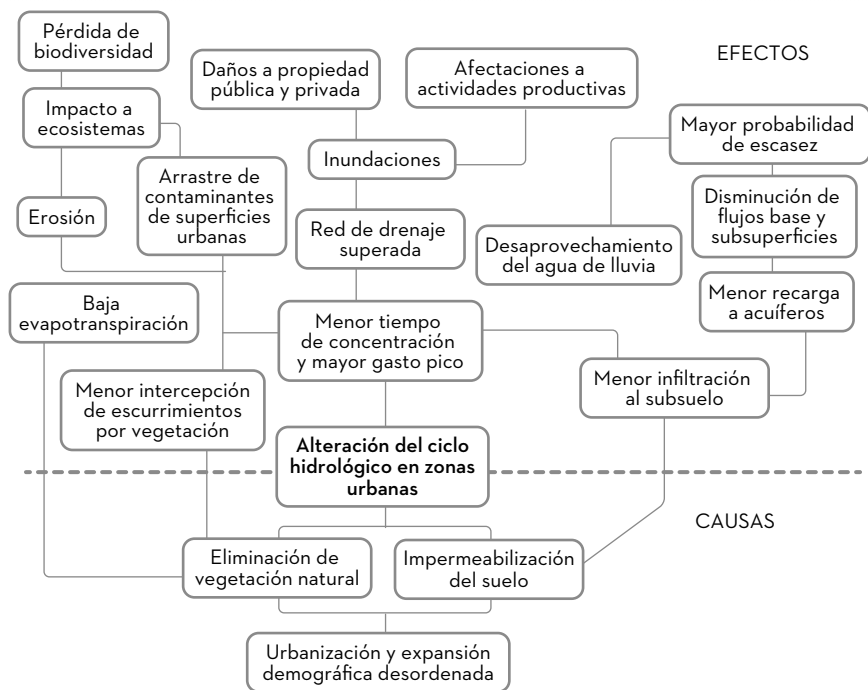 Pérdida de
biodiversidad
Daños a propiedad
pública y privada
Afectaciones a
actividades productivas
EFECTOS
Impacto a
ecosistemas
Mayor probabilidad
de escasez
Inundaciones
Arrastre de
contaminantes
de superficies
urbanas
Erosión
Disminución de
flujos base y
subsuperficies
Red de drenaje
superada
Desaprovechamiento
del agua de lluvia
Baja
evapotranspiración
Menor recarga
a acuíferos
Menor tiempo
de concentración
y mayor gasto pico
Menor intercepción
de escurrimientos
por vegetación
Menor infiltración
al subsuelo
Alteración del ciclo
hidrológico en zonas
urbanas
CAUSAS
Eliminación de
vegetación natural
Impermeabilización
del suelo
Urbanización y expansión
demográfica desordenada